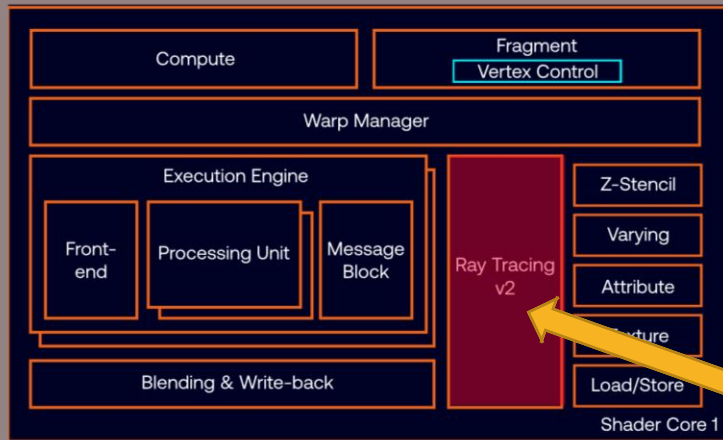 Compute
Fragment
Vertex Control
Warp Manager
Execution Engine
Front-
end
Processing Unit
Message
Block
Ray Tracing
v2
Z-Stencil
Varying
Attribute
Texture
Load/Store
Blending & Write-back
Shader Core 1